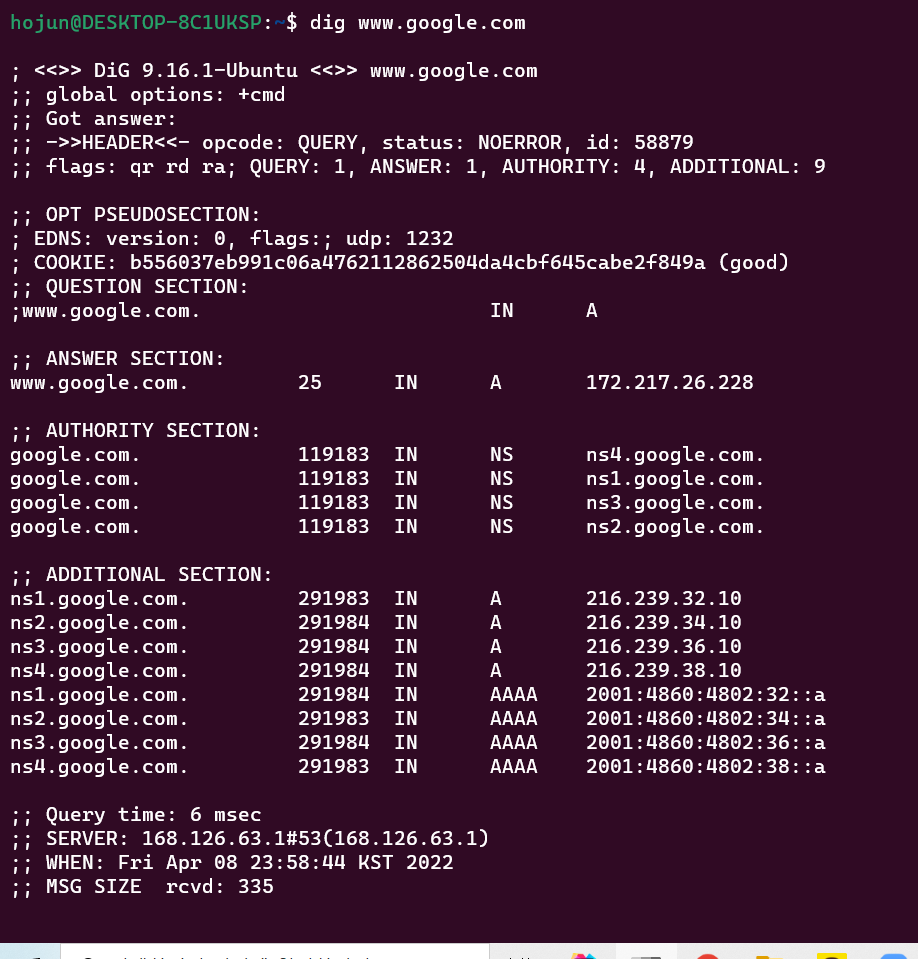 hojun@DESKTOP-8C1UKSP:~$ dig www.google.com
; <<>> DiG 9.16.1-Ubuntu <<>> www.google.com
;; global options: +cmd
;; Got answer:
;; ->>HEADER<<- opcode: QUERY, status: NOERROR, id: 58879
;; flags: qr rd ra; QUERY: 1, ANSWER: 1, AUTHORITY: 4, ADDITIONAL: 9
;; OPT PSEUDOSECTION:
; EDNS: version: 0, flags:; udp: 1232
; COOKIE: b556037eb991c06a4762112862504da4cbf645cabe2f849a (good)
;; QUESTION SECTION:
;www.google.com. IN A
;; ANSWER SECTION:
www.google.com. 25 IN A 172.217.26.228
;; AUTHORITY SECTION:
google.com. 119183 IN NS ns4.google.com.
google.com. 119183 IN NS ns1.google.com.
google.com. 119183 IN NS ns3.google.com.
google.com. 119183 IN NS ns2.google.com.
;; ADDITIONAL SECTION:
ns1.google.com. 291983 IN A 216.239.32.10
ns2.google.com. 291984 IN A 216.239.34.10
ns3.google.com. 291984 IN A 216.239.36.10
ns4.google.com. 291984 IN A 216.239.38.10
ns1.google.com. 291984 IN AAAA 2001:4860:4802:32::a
ns2.google.com. 291983 IN AAAA 2001:4860:4802:34::a
ns3.google.com. 291984 IN AAAA 2001:4860:4802:36::a
ns4.google.com. 291983 IN AAAA 2001:4860:4802:38::a
;; Query time: 6 msec
;; SERVER: 168.126.63.1#53(168.126.63.1)
;; WHEN: Fri Apr 08 23:58:44 KST 2022
;; MSG SIZE  rcvd: 335